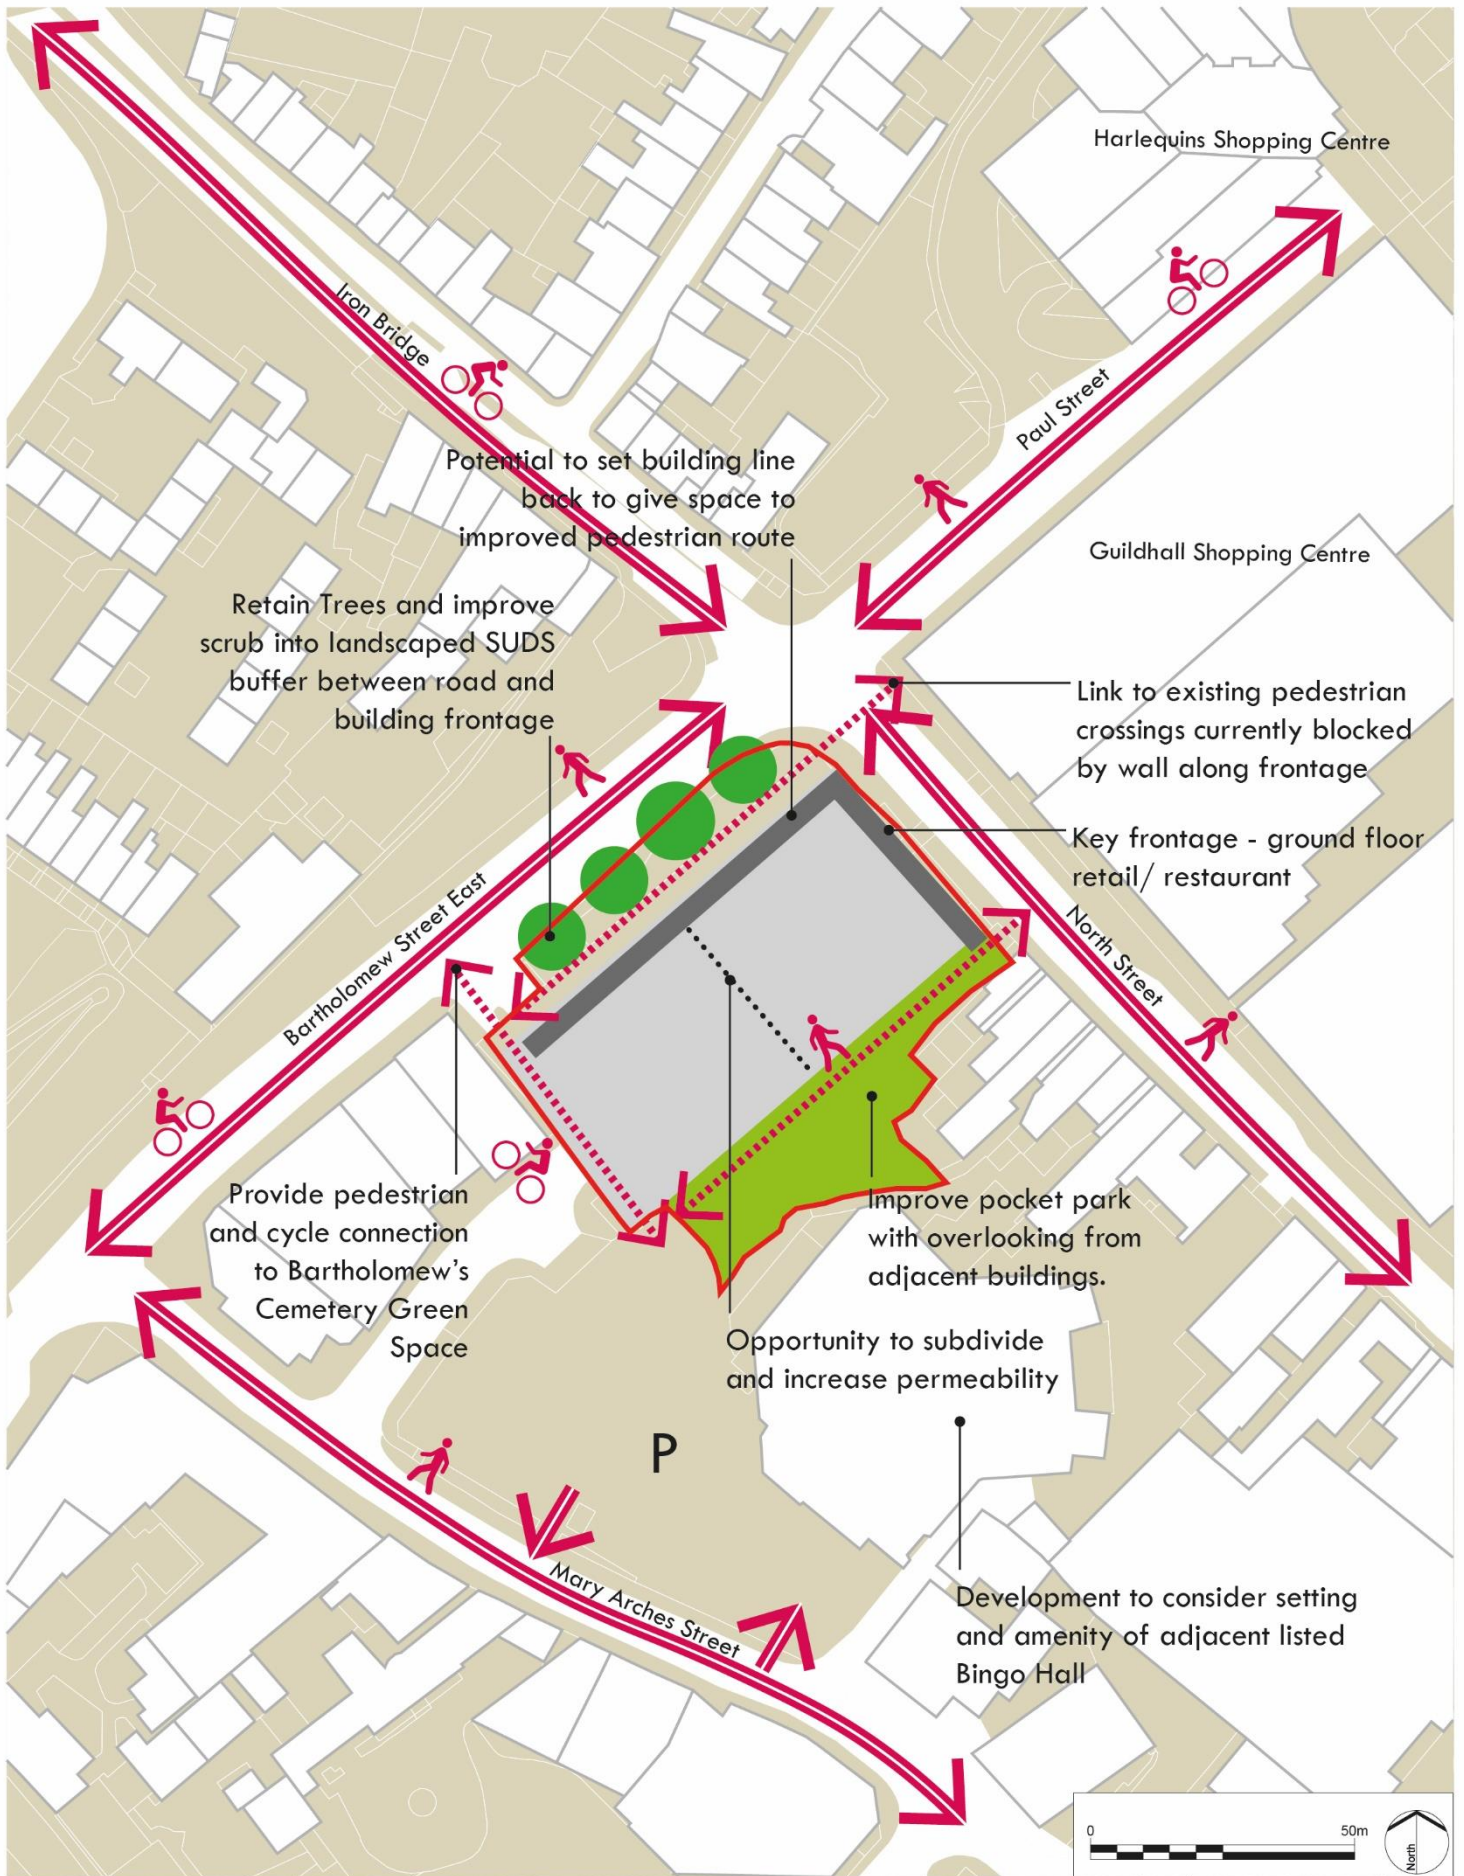 Harlequins Shopping Centre
Iron Bridge
Paul Street
Potential to set building line
back to give space to
improved pedestrian route
Guildhall Shopping Centre
Retain Trees and improve
scrub into landscaped SUDS
buffer between road and
building frontage
Link to existing pedestrian
crossings currently blocked
by wall along frontage
Key frontage - ground floor
retail/ restaurant
Bartholomew Street East
North Street
Provide pedestrian
and cycle connection
to Bartholomew's
Cemetery Green
Space
Improve pocket park
with overlooking from
adjacent buildings.
Opportunity to subdivide
and increase permeability
P
Mary Arches Street
Development to consider setting
and amenity of adjacent listed
Bingo Hall
0 50m
North